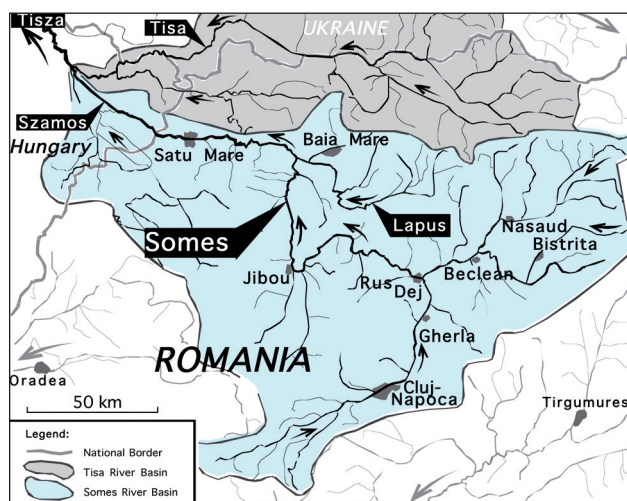 Tisza
Tisa
UKRAINE
Szamos
Hungary
Satu Mare
Baia Mare
Somes
Lapus
Nasaud
Bistrita
Jibou
Rus
Dej
Beclean
Gherla
ROMANIA
Oradea
50 km
Cluj-
Napoca
Tirgumures
Legend:
National Border
Tisa River Basin
Somes River Basin